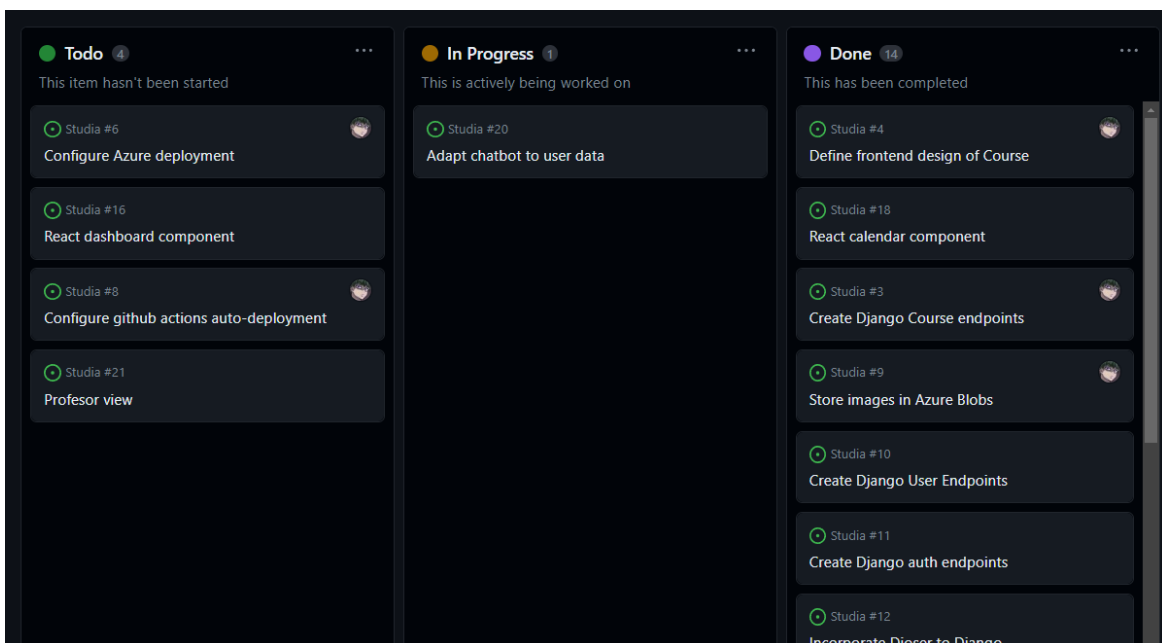 Todo 4
This item hasn't been started
Studia #6
Configure Azure deployment
Studia #16
React dashboard component
Studia #8
Configure github actions auto-deployment
Studia #21
Profesor view
In Progress 1
This is actively being worked on
Studia #20
Adapt chatbot to user data
Done 14
This has been completed
Studia #4
Define frontend design of Course
Studia #18
React calendar component
Studia #3
Create Django Course endpoints
Studia #9
Store images in Azure Blobs
Studia #10
Create Django User Endpoints
Studia #11
Create Django auth endpoints
Studia #12
Incorporate Djoser to Django